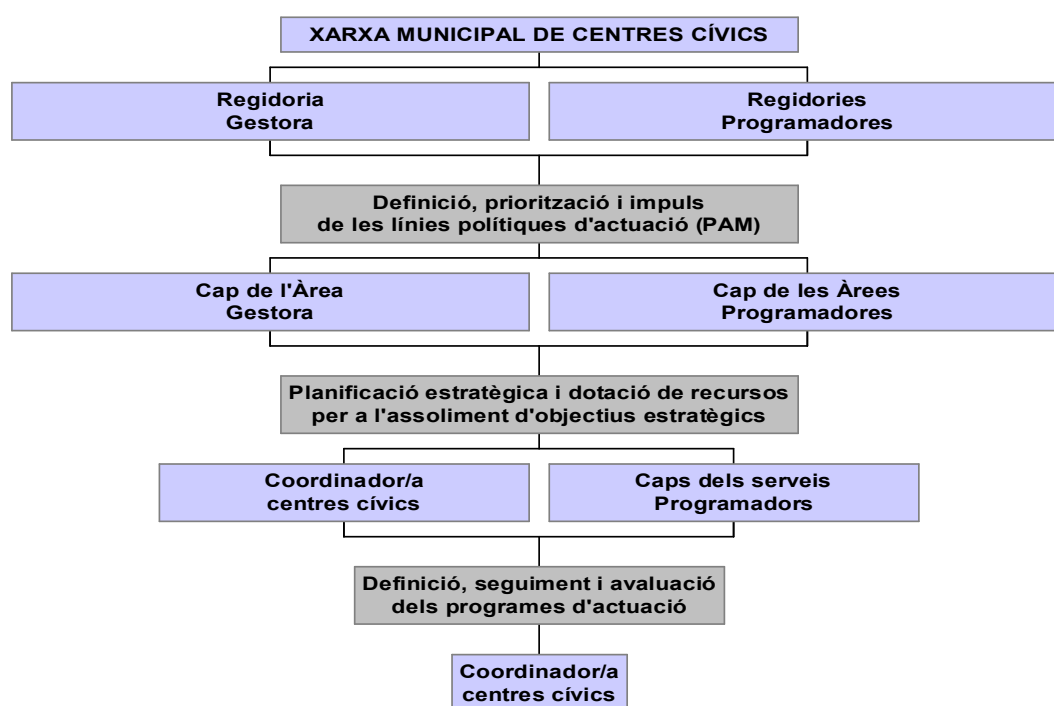 XARXA MUNICIPAL DE CENTRES CÍVICS
Regidoria
Gestora
Regidories
Programadores
Definició, priorització i impuls
de les línies polítiques d'actuació (PAM)
Cap de l'Àrea
Gestora
Cap de les Àrees
Programadores
Planificació estratègica i dotació de recursos
per a l'assoliment d'objectius estratègics
Coordinador/a
centres cívics
Caps dels serveis
Programadors
Definició, seguiment i avaluació
dels programes d'actuació
Coordinador/a
centres cívics